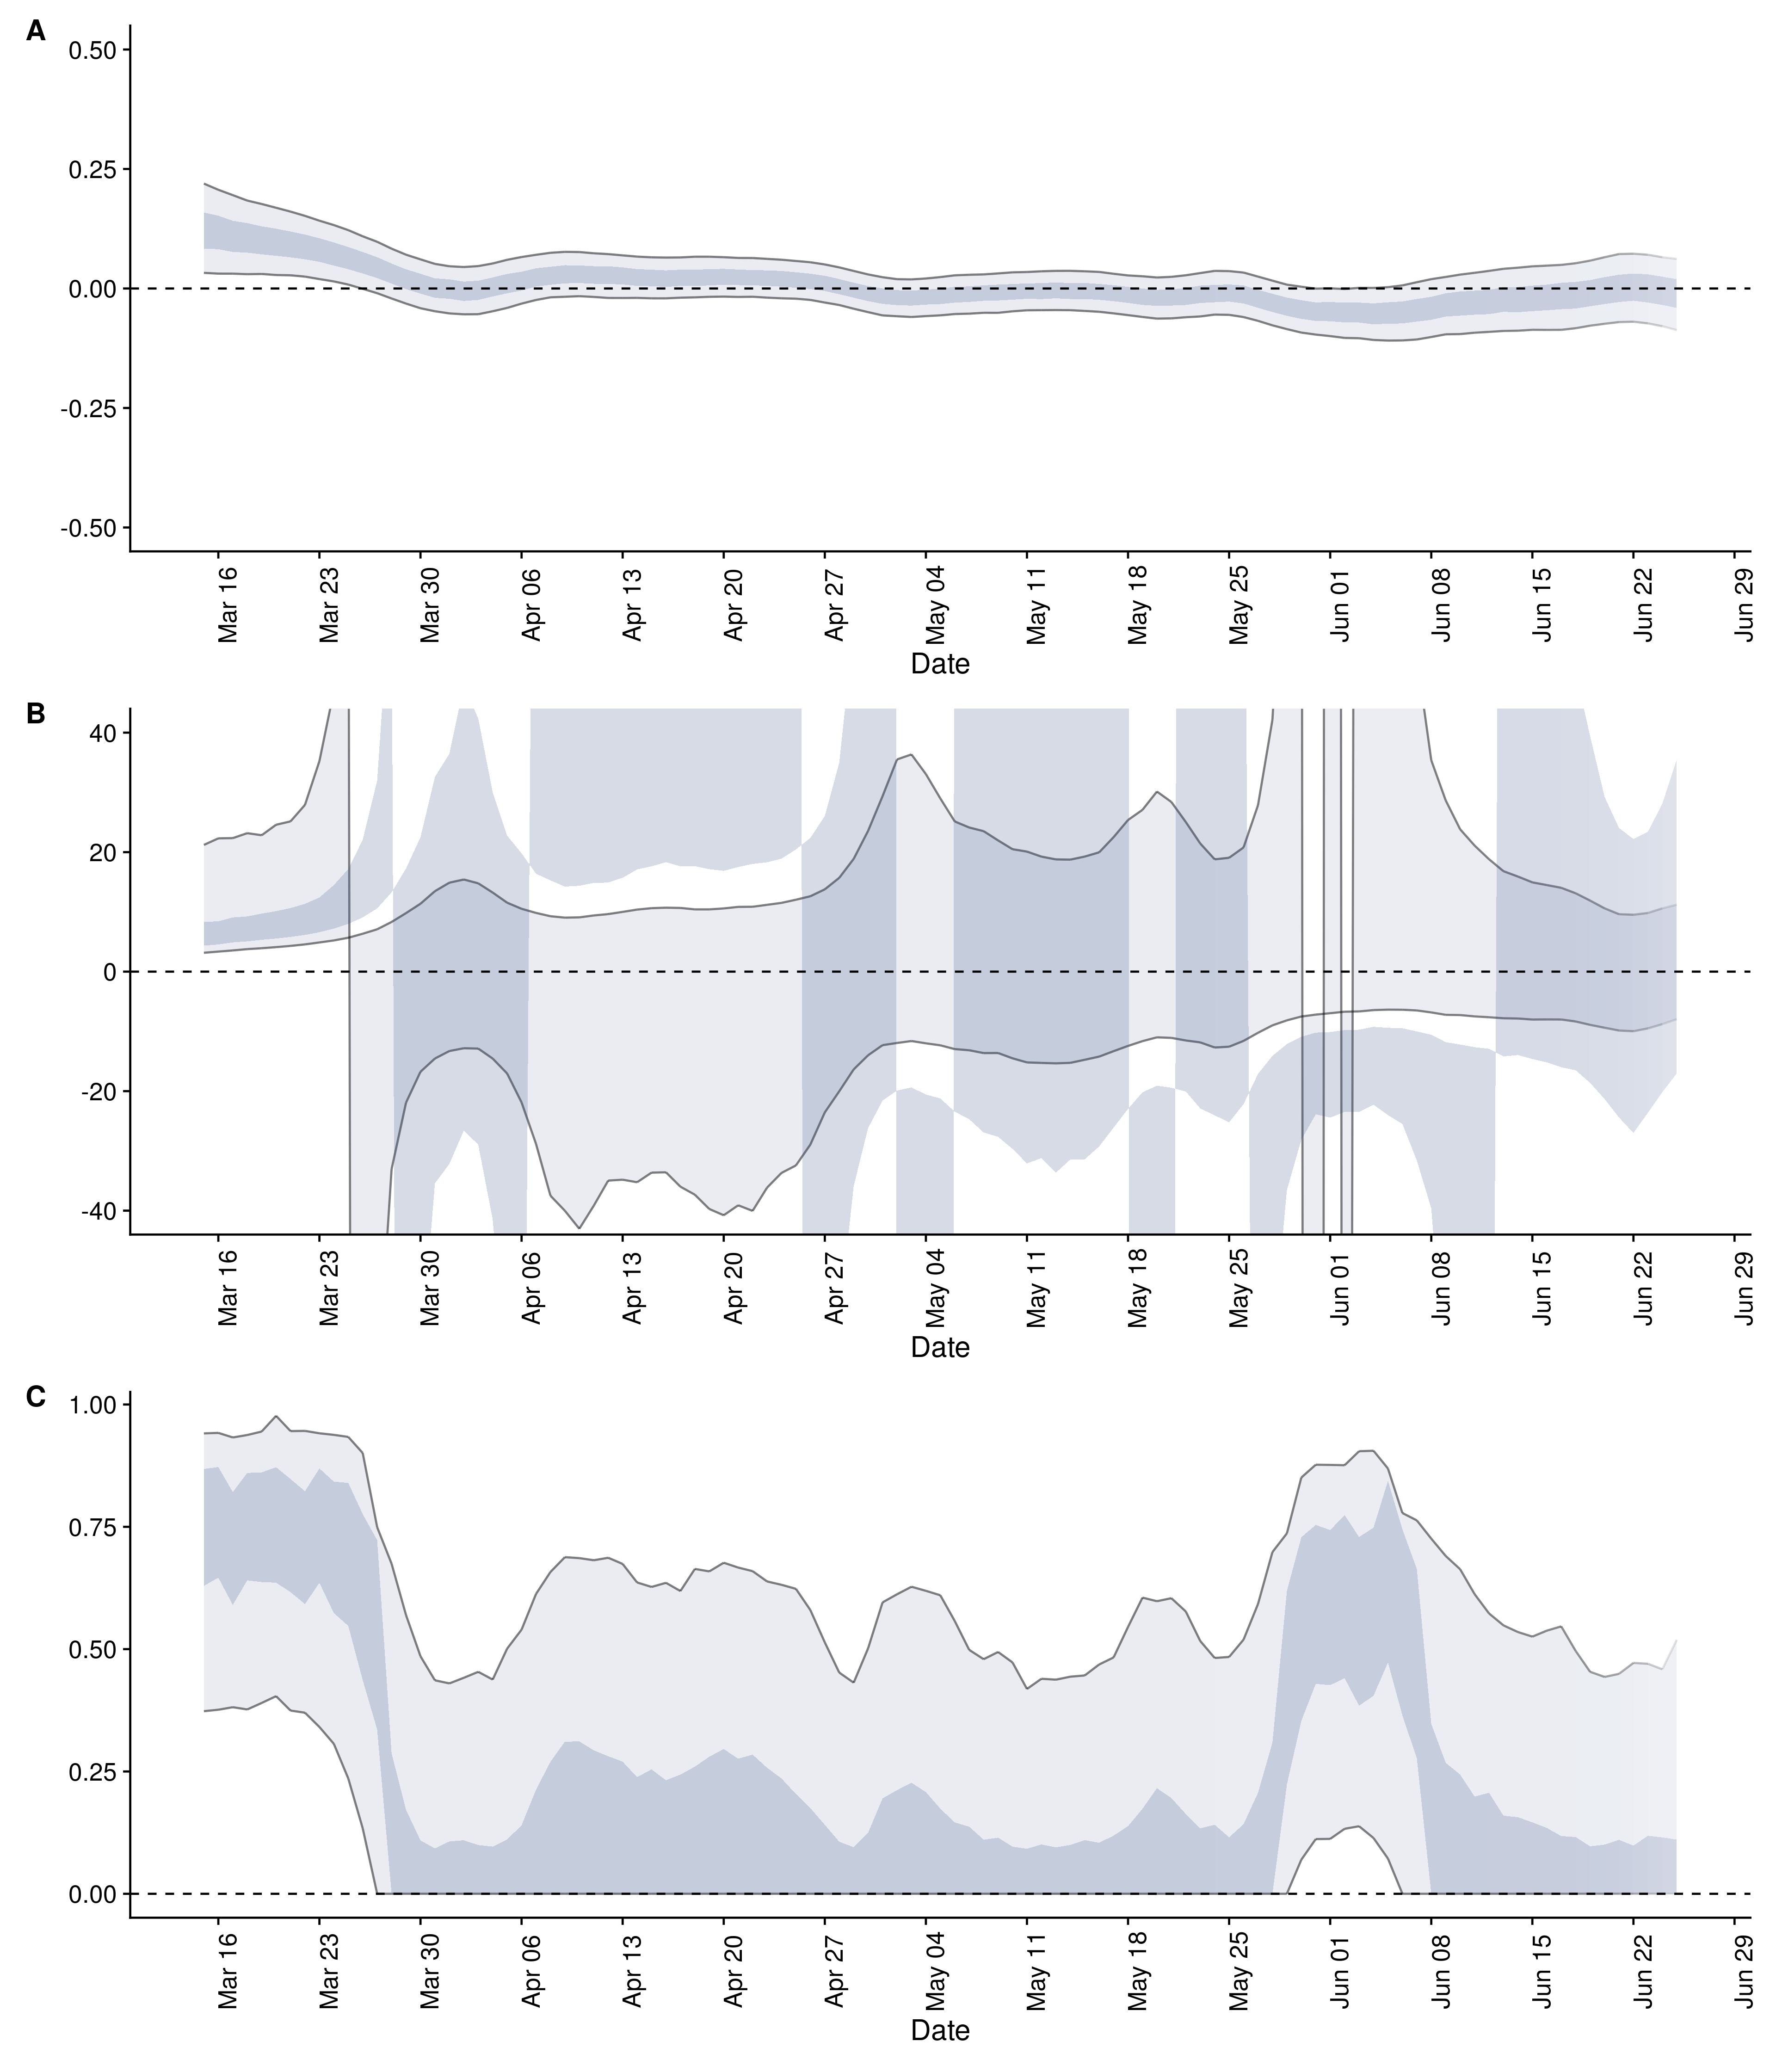 A
0.50
0.25
0.00
-0.25
-0.50
Mar 16
Mar 23
Mar 30
Apr 06
Apr 13
Apr 20
Apr 27
May 04
May 11
May 18
May 25
Jun 01
Jun 08
Jun 15
Jun 22
Jun 29
Date
B
40
20
0
-20
-40
Mar 16
Mar 23
Mar 30
Apr 06
Apr 13
Apr 20
Apr 27
May 04
May 11
May 18
May 25
Jun 01
Jun 08
Jun 15
Jun 22
Jun 29
Date
C
1.00
0.75
0.50
0.25
0.00
Mar 16
Mar 23
Mar 30
Apr 06
Apr 13
Apr 20
Apr 27
May 04
May 11
May 18
May 25
Jun 01
Jun 08
Jun 15
Jun 22
Jun 29
Date